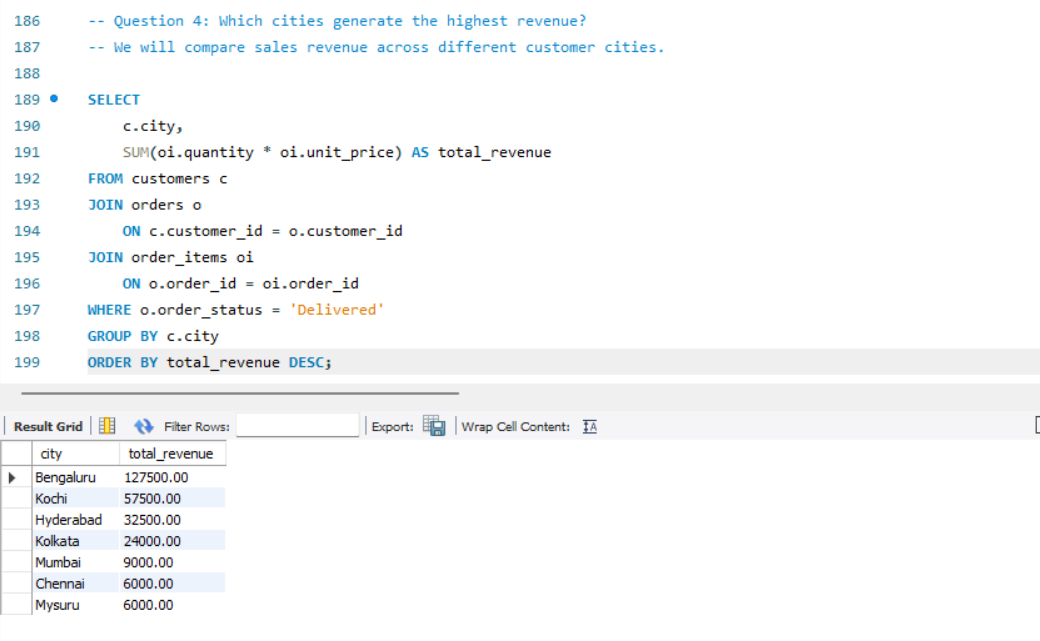 186 -- Question 4: Which cities generate the highest revenue?
187 -- We will compare sales revenue across different customer cities.
188
189 SELECT
190 c.city,
191 SUM(oi.quantity * oi.unit_price) AS total_revenue
192 FROM customers c
193 JOIN orders o
194 ON c.customer_id = o.customer_id
195 JOIN order_items oi
196 ON o.order_id = oi.order_id
197 WHERE o.order_status = 'Delivered'
198 GROUP BY c.city
199 ORDER BY total_revenue DESC;
Result Grid Filter Rows: Export: Wrap Cell Content: IA
city total_revenue
Bengaluru 127500.00
Kochi 57500.00
Hyderabad 32500.00
Kolkata 24000.00
Mumbai 9000.00
Chennai 6000.00
Mysuru 6000.00